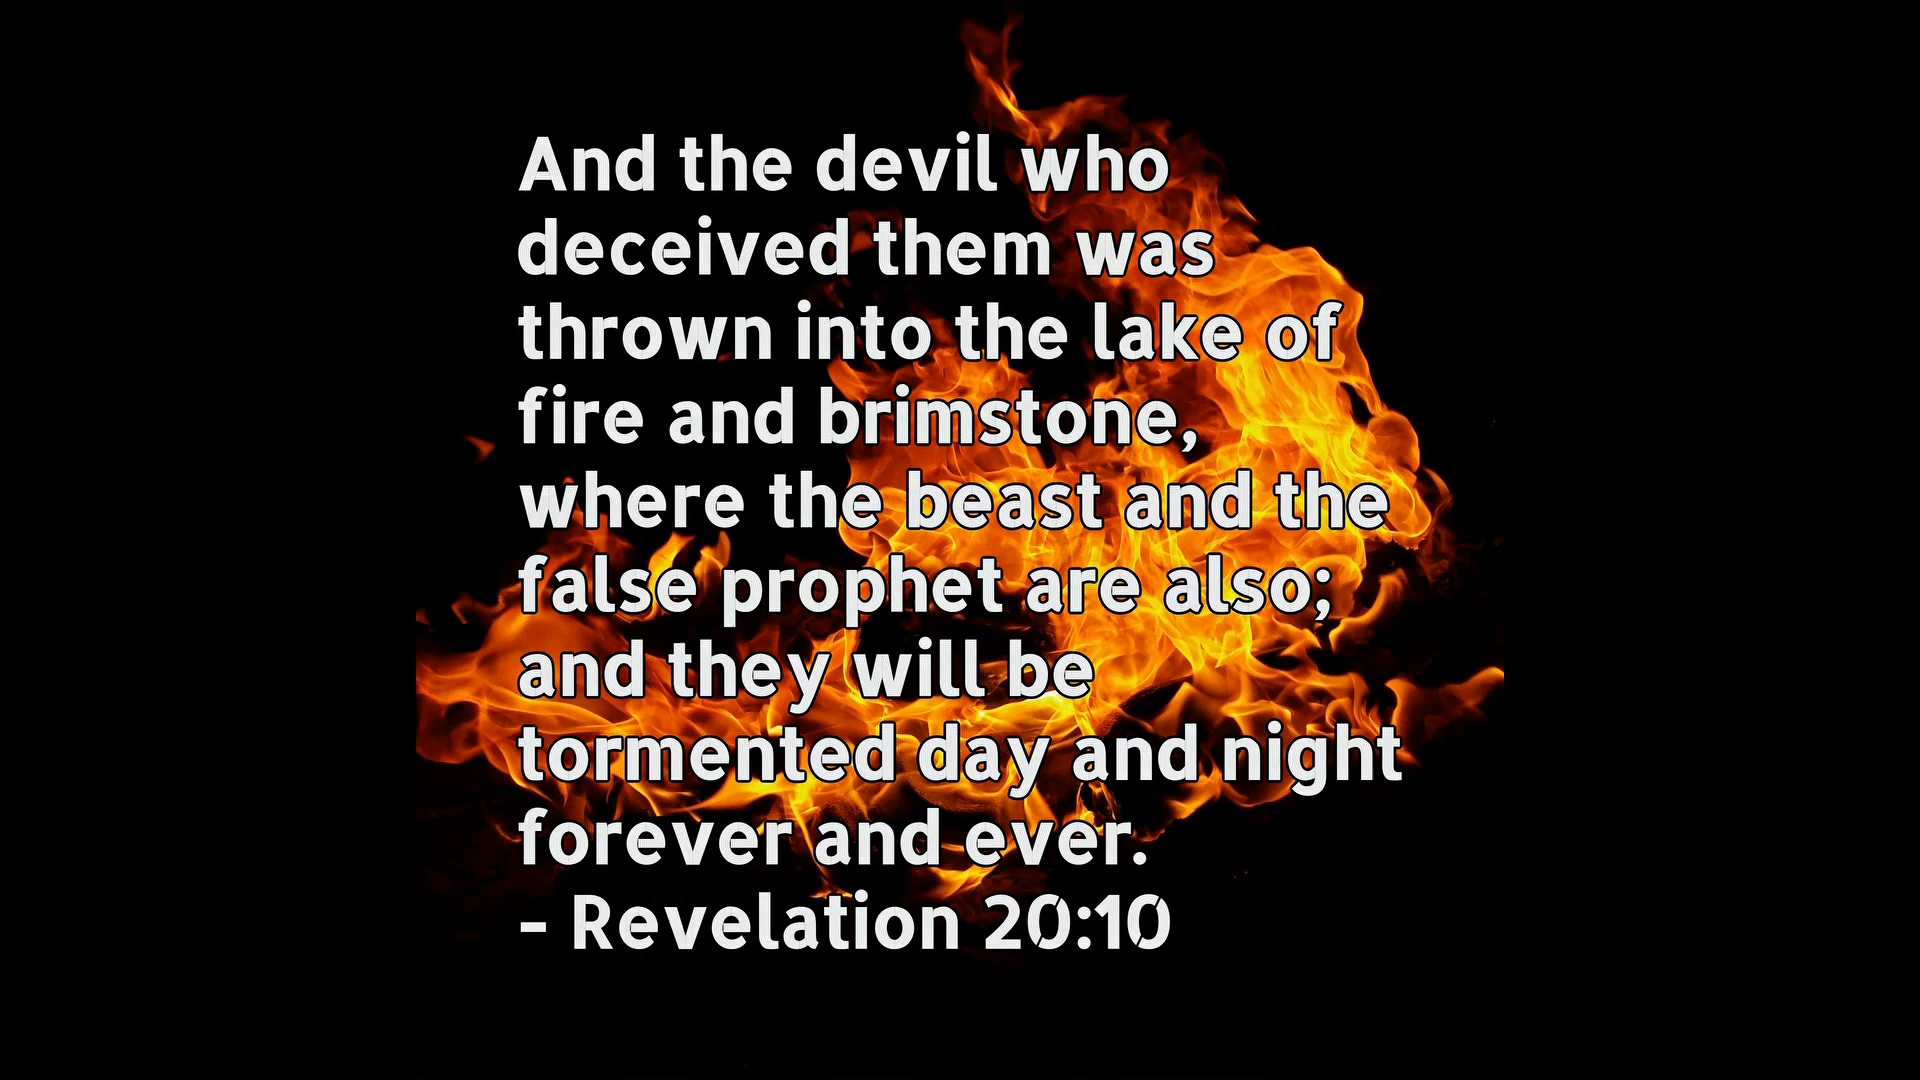 And the devil who
deceived them was
thrown into the lake of
fire and brimstone,
where the beast and the
false prophet are also;
and they will be
tormented day and night
forever and ever.
- Revelation 20:10